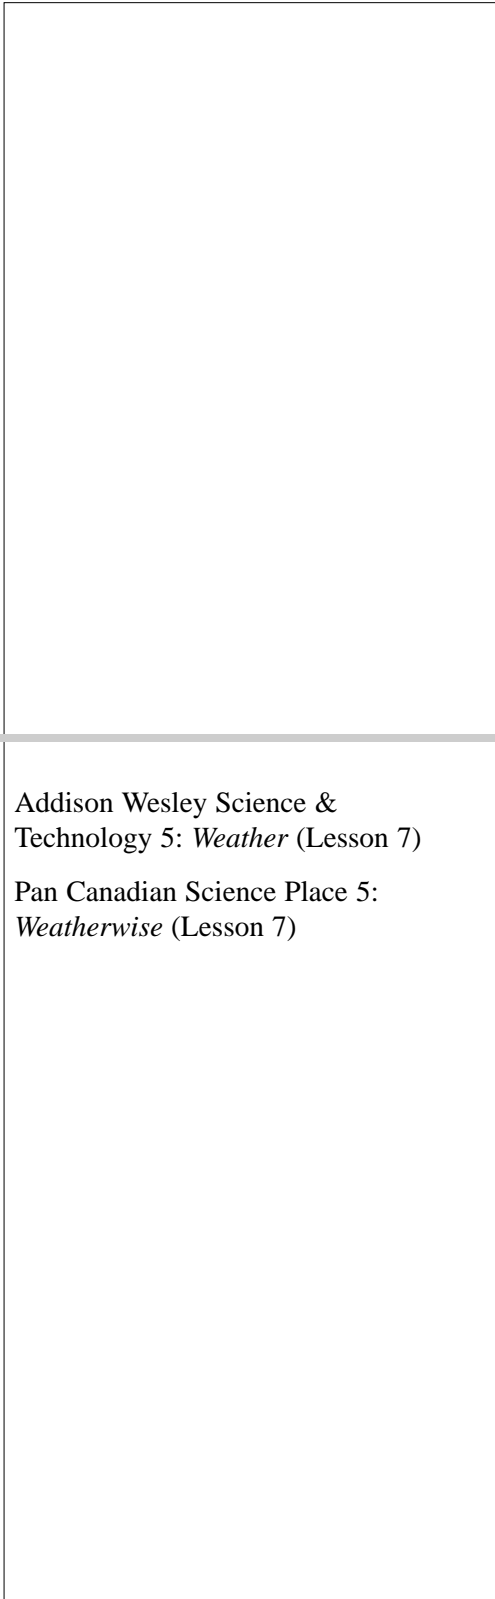 Addison Wesley Science &
Technology 5: Weather (Lesson 7)
Pan Canadian Science Place 5:
Weatherwise (Lesson 7)